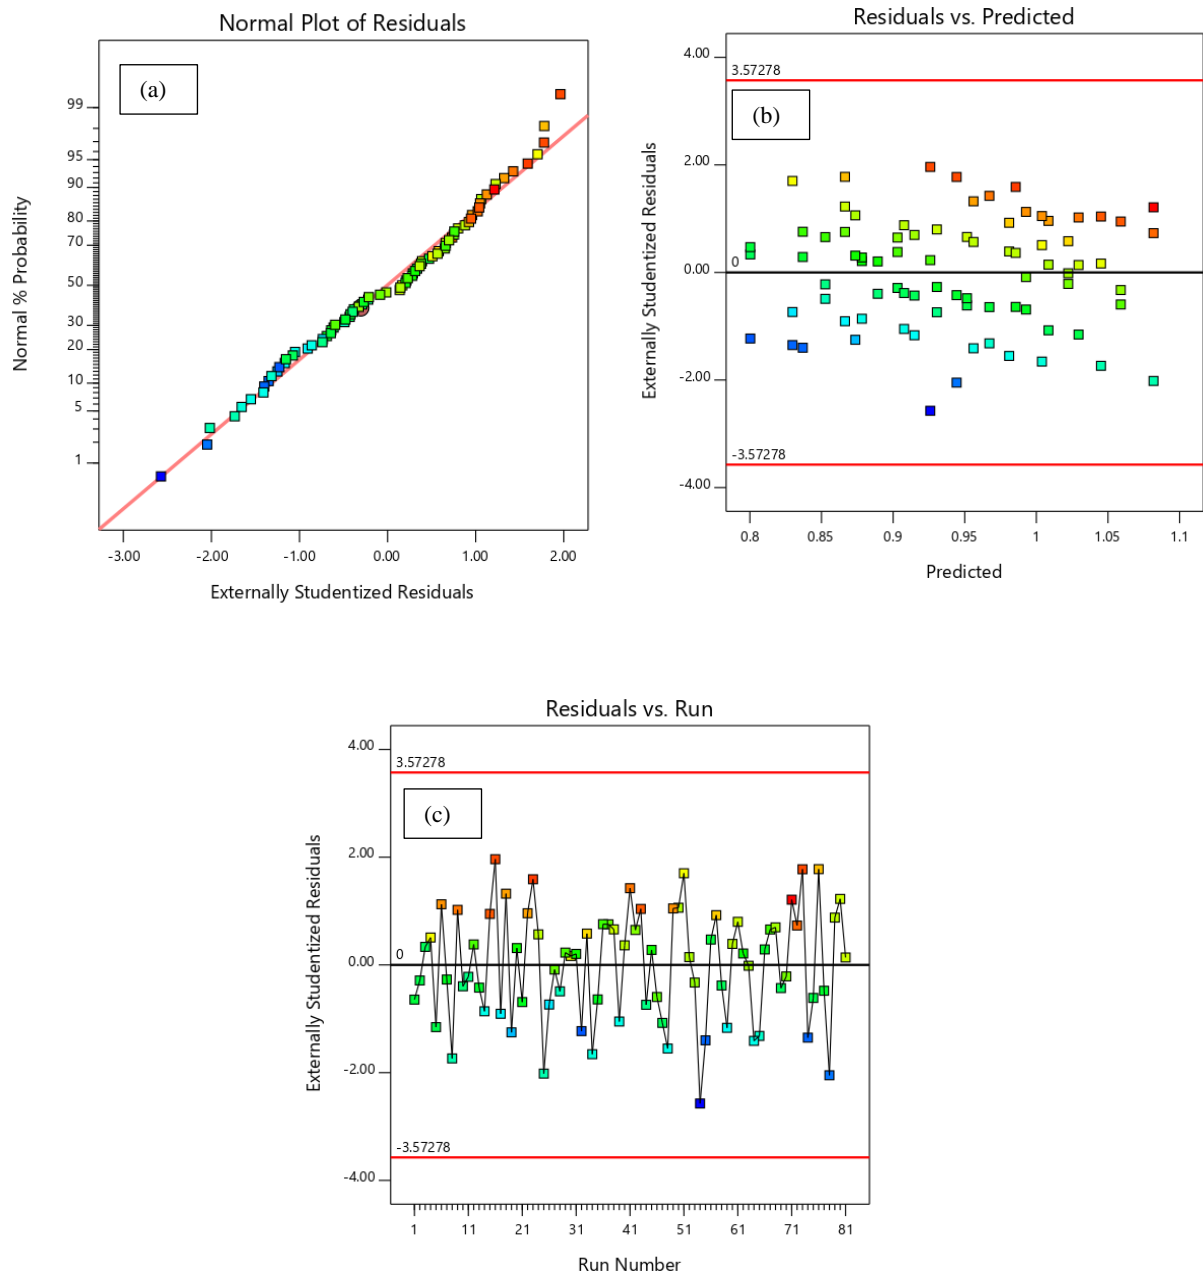 Normal Plot of Residuals
(a)
Normal % Probability
99
95
90
80
70
50
30
20
10
5
1
-3.00 -2.00 -1.00 0.00 1.00 2.00
Externally Studentized Residuals
Residuals vs. Predicted
(b)
Externally Studentized Residuals
4.00
3.57278
2.00
0
0.00
-2.00
-3.57278
-4.00
0.8 0.85 0.9 0.95 1 1.05 1.1
Predicted
Residuals vs. Run
(c)
Externally Studentized Residuals
4.00
3.57278
2.00
0
0.00
-2.00
-3.57278
-4.00
1 11 21 31 41 51 61 71 81
Run Number